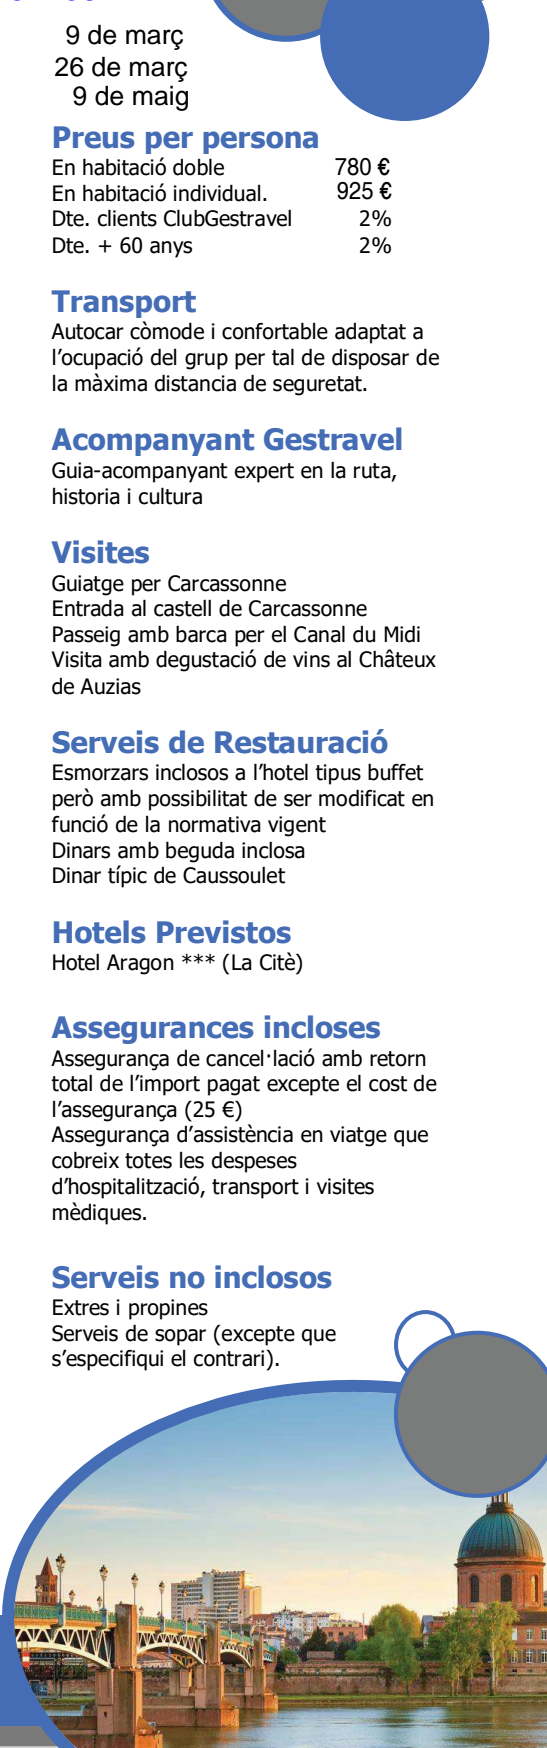 9 de març
26 de març
9 de maig
Preus per persona
En habitació doble 780 €
En habitació individual. 925 €
Dte. clients ClubGestravel 2%
Dte. + 60 anys 2%
Transport
Autocar còmode i confortable adaptat a
l’ocupació del grup per tal de disposar de
la màxima distancia de seguretat.
Acompanyant Gestravel
Guia-acompanyant expert en la ruta,
historia i cultura
Visites
Guiatge per Carcassonne
Entrada al castell de Carcassonne
Passeig amb barca per el Canal du Midi
Visita amb degustació de vins al Châteux
de Auzias
Serveis de Restauració
Esmorzars inclosos a l’hotel tipus buffet
però amb possibilitat de ser modificat en
funció de la normativa vigent
Dinars amb beguda inclosa
Dinar típic de Caussoulet
Hotels Previstos
Hotel Aragon *** (La Citè)
Assegurances incloses
Assegurança de cancel·lació amb retorn
total de l’import pagat excepte el cost de
l’assegurança (25 €)
Assegurança d’assistència en viatge que
cobreix totes les despeses
d’hospitalització, transport i visites
mèdiques.
Serveis no inclosos
Extres i propines
Serveis de sopar (excepte que
s’especifiqui el contrari).